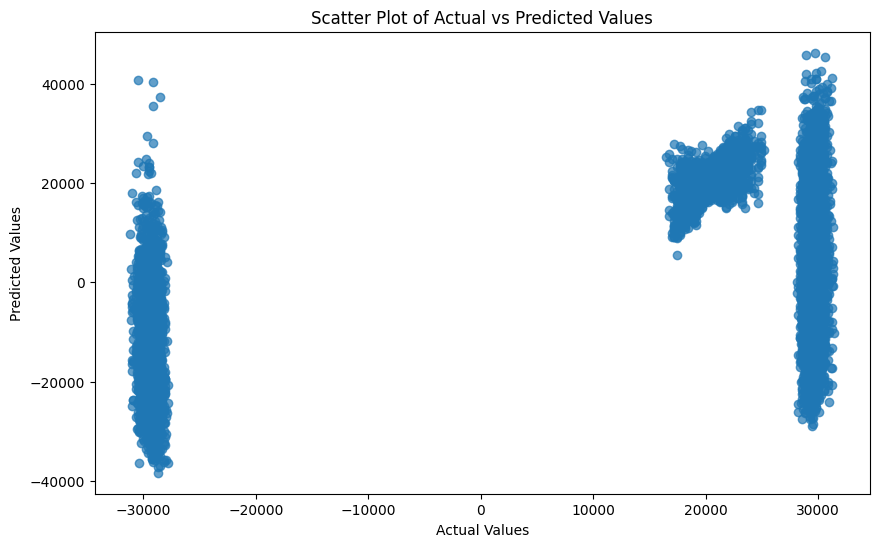 Scatter Plot of Actual vs Predicted Values
40000
20000
0
−20000
−40000
Predicted Values
−30000 −20000 −10000 0 10000 20000 30000
Actual Values